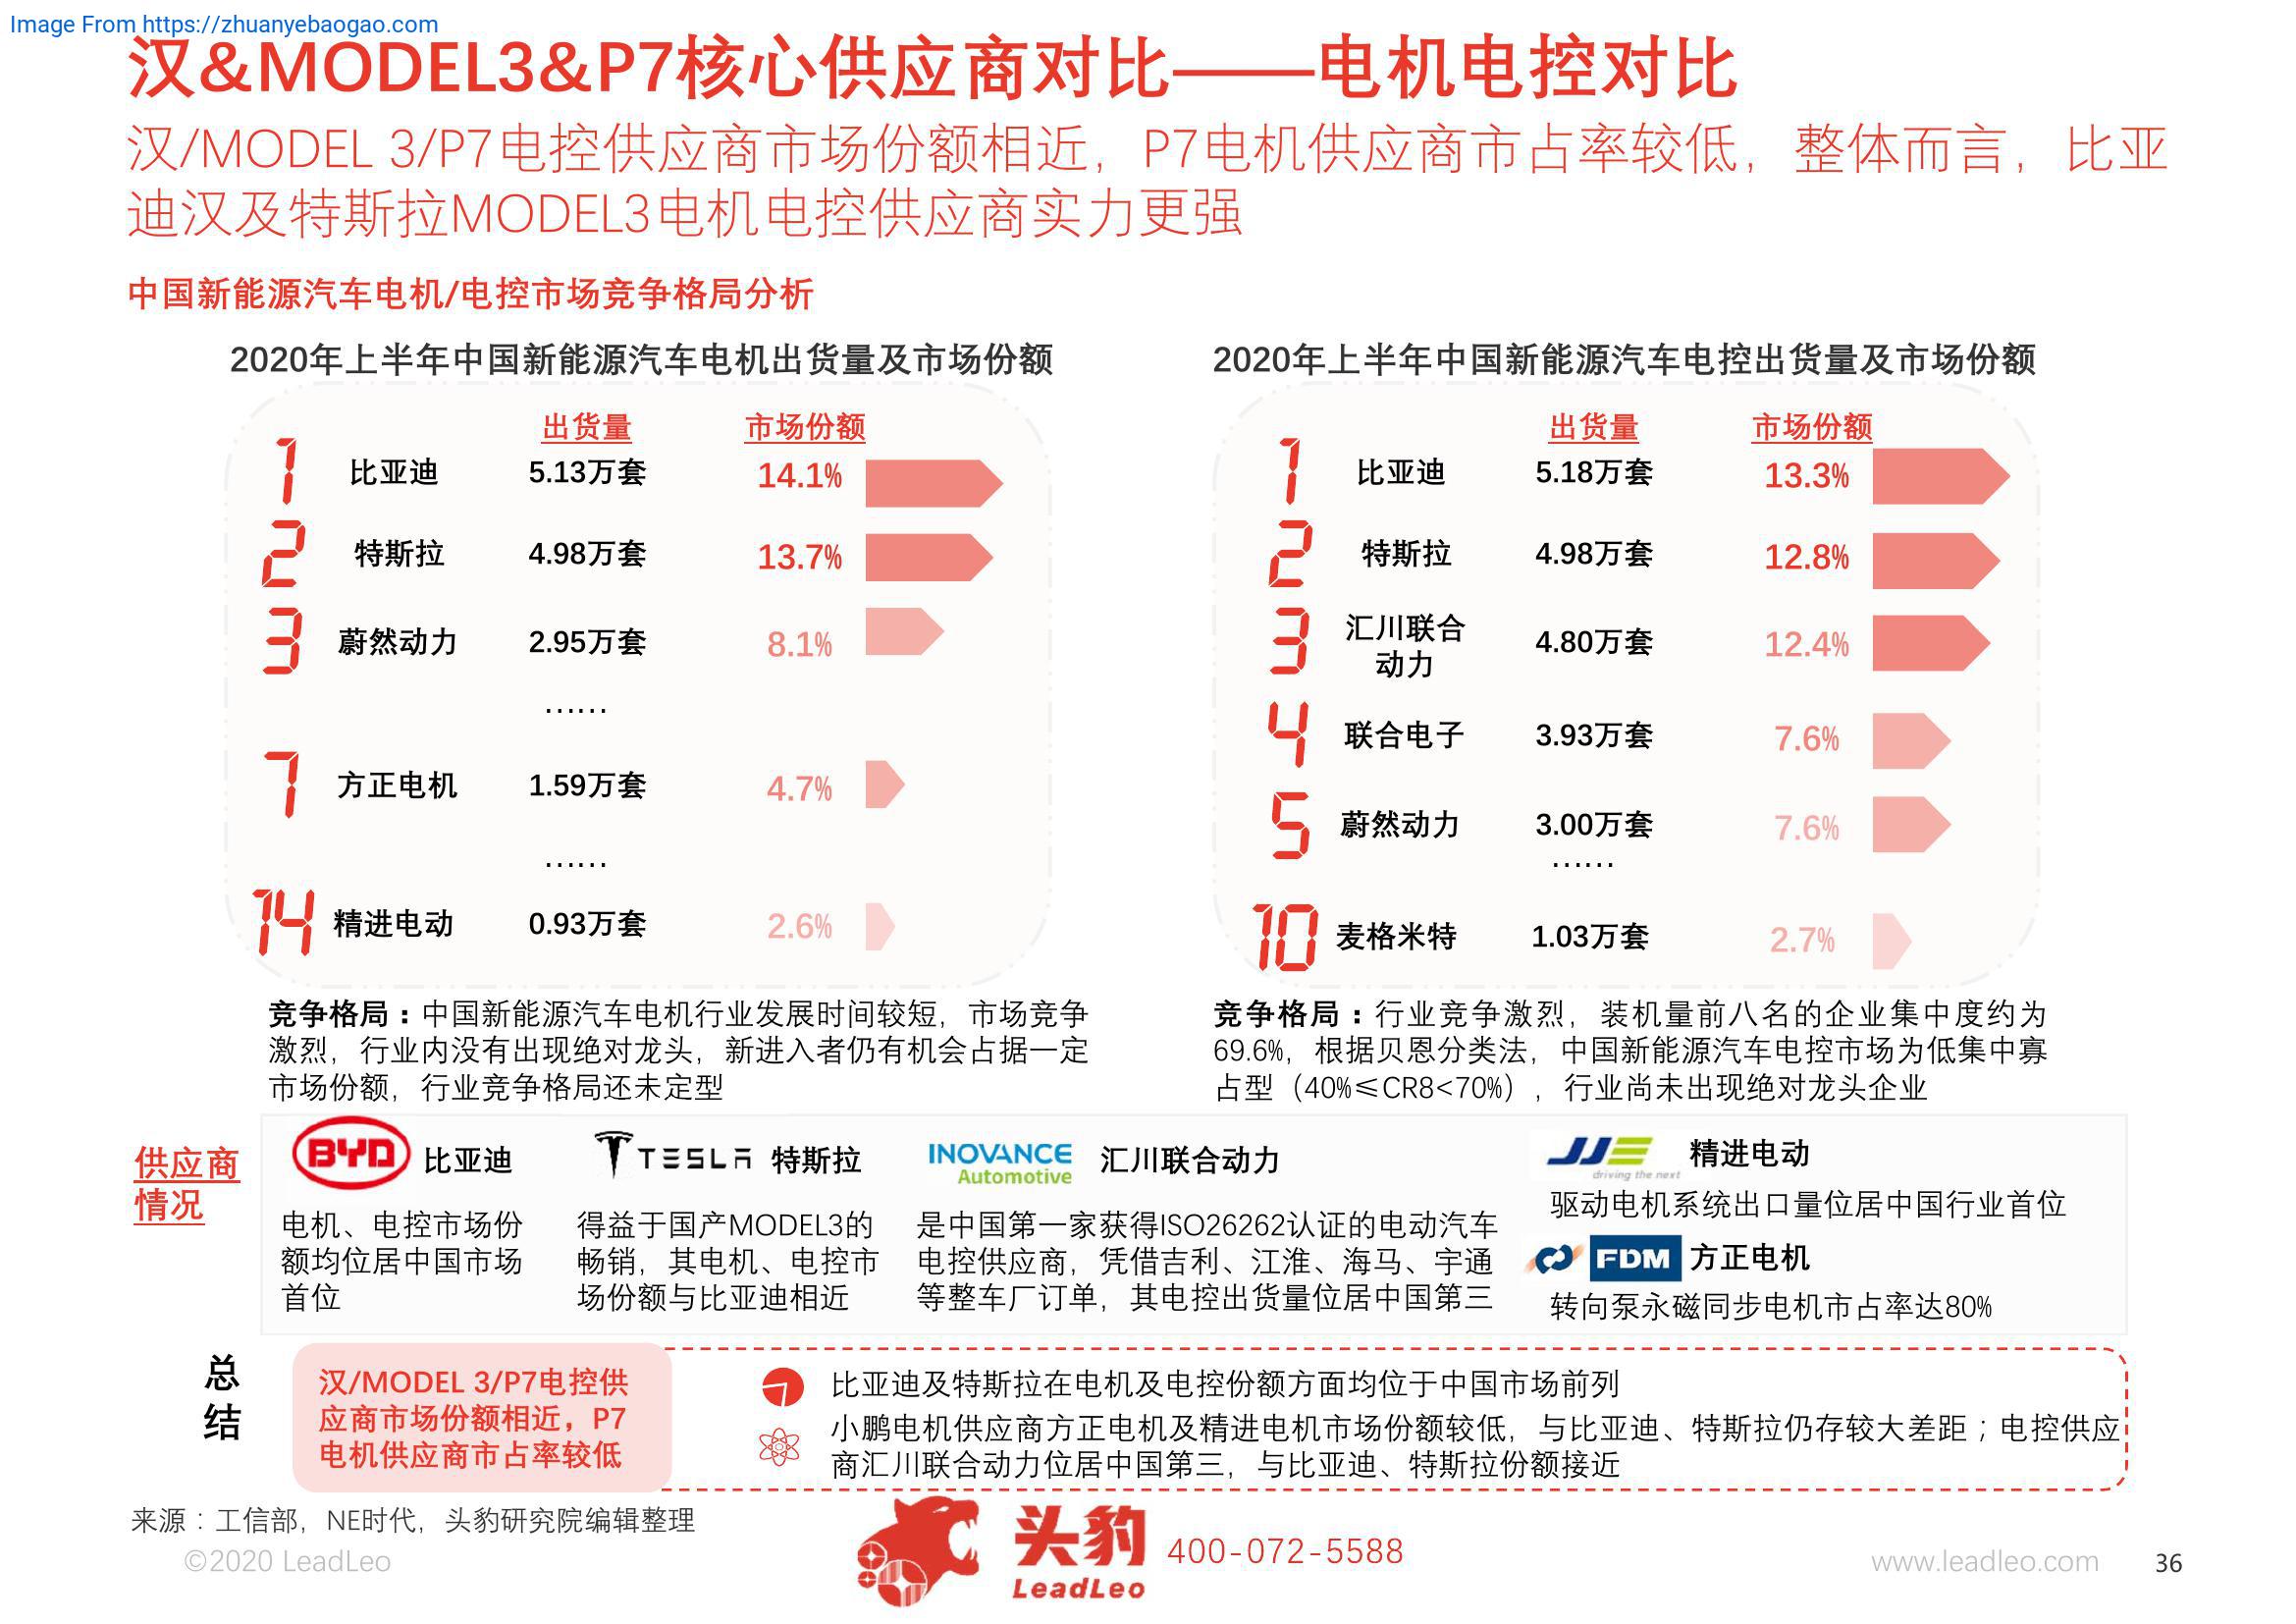 Image From https://zhuanyebaogao.com
汉&MODEL3&P7核心供应商对比——电机电控对比
汉/MODEL 3/P7电控供应商市场份额相近，P7电机供应商市占率较低，整体而言，比亚
迪汉及特斯拉MODEL3电机电控供应商实力更强
中国新能源汽车电机/电控市场竞争格局分析
2020年上半年中国新能源汽车电机出货量及市场份额
出货量 市场份额
1 比亚迪 5.13万套 14.1%
2 特斯拉 4.98万套 13.7%
3 蔚然动力 2.95万套 8.1%
……
7 方正电机 1.59万套 4.7%
……
14 精进电动 0.93万套 2.6%
竞争格局：中国新能源汽车电机行业发展时间较短，市场竞争
激烈，行业内没有出现绝对龙头，新进入者仍有机会占据一定
市场份额，行业竞争格局还未定型
2020年上半年中国新能源汽车电控出货量及市场份额
出货量 市场份额
1 比亚迪 5.18万套 13.3%
2 特斯拉 4.98万套 12.8%
3 汇川联合
动力 4.80万套 12.4%
4 联合电子 3.93万套 7.6%
5 蔚然动力 3.00万套 7.6%
……
10 麦格米特 1.03万套 2.7%
竞争格局：行业竞争激烈，装机量前八名的企业集中度约为
69.6%，根据贝恩分类法，中国新能源汽车电控市场为低集中寡
占型（40%≤CR8<70%），行业尚未出现绝对龙头企业
供应商
情况
BYD 比亚迪
电机、电控市场份
额均位居中国市场
首位
TESLA 特斯拉
得益于国产MODEL3的
畅销，其电机、电控市
场份额与比亚迪相近
INOVANCE
Automotive
汇川联合动力
是中国第一家获得ISO26262认证的电动汽车
电控供应商，凭借吉利、江淮、海马、宇通
等整车厂订单，其电控出货量位居中国第三
JJE
driving the next
精进电动
驱动电机系统出口量位居中国行业首位
FDM 方正电机
转向泵永磁同步电机市占率达80%
总
结
汉/MODEL 3/P7电控供
应商市场份额相近，P7
电机供应商市占率较低
比亚迪及特斯拉在电机及电控份额方面均位于中国市场前列
小鹏电机供应商方正电机及精进电机市场份额较低，与比亚迪、特斯拉仍存较大差距；电控供应
商汇川联合动力位居中国第三，与比亚迪、特斯拉份额接近
来源：工信部，NE时代，头豹研究院编辑整理
©2020 LeadLeo
头豹
LeadLeo
400-072-5588
www.leadleo.com
36